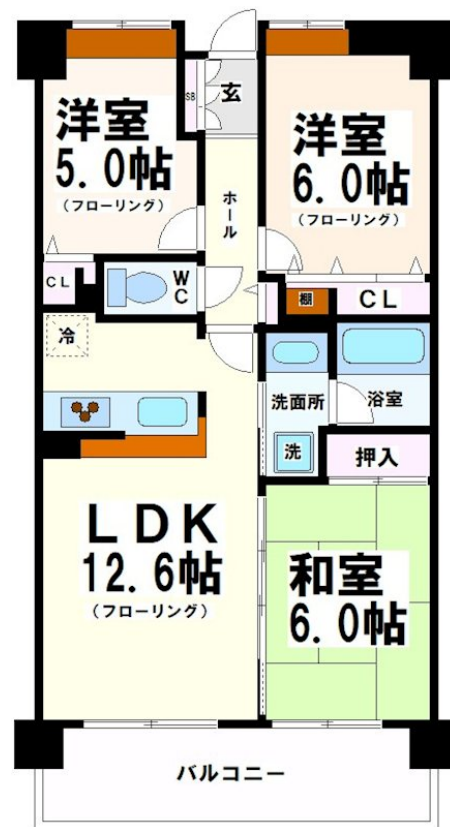 洋室
5.0帖
(フローリング)
SB
玄
洋室
6.0帖
(フローリング)
ホール
CL
WC
棚
CL
冷
洗面所
浴室
洗
押入
LDK
12.6帖
(フローリング)
和室
6.0帖
バルコニー